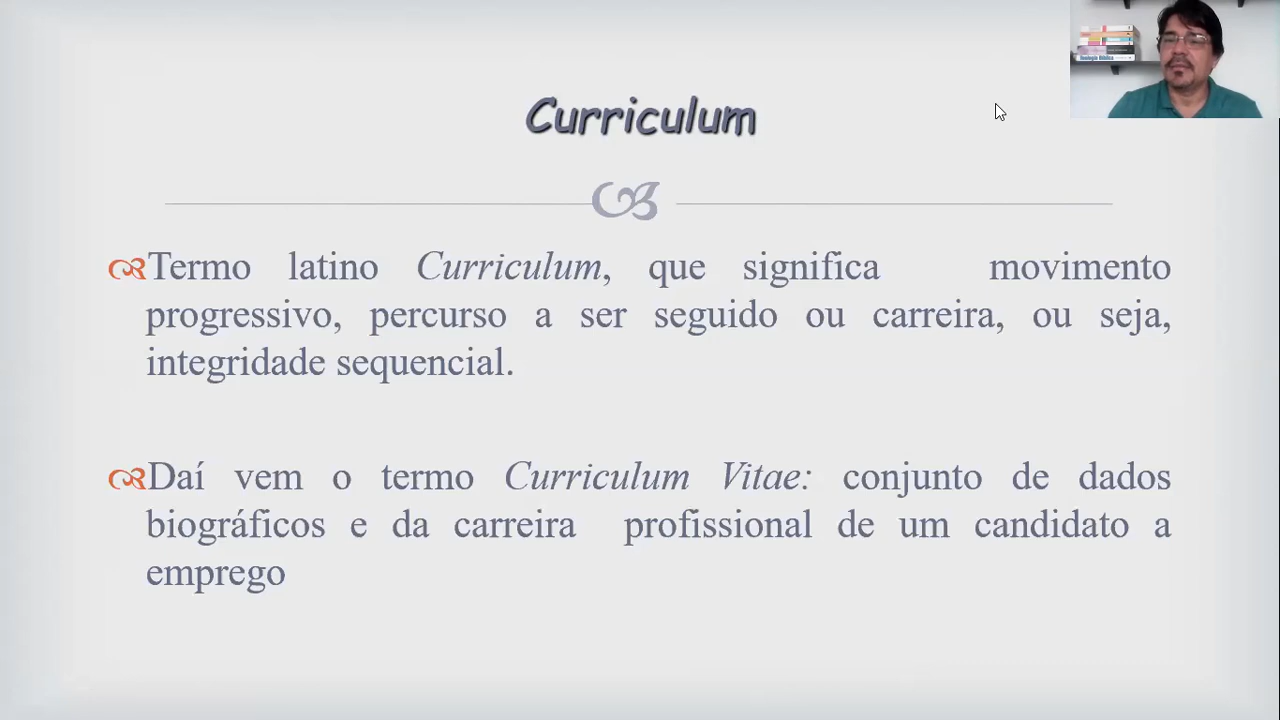 Curriculum
Termo latino Curriculum, que significa movimento
progressivo, percurso a ser seguido ou carreira, ou seja,
integridade sequencial.
Daí vem o termo Curriculum Vitae: conjunto de dados
biográficos e da carreira profissional de um candidato a
emprego